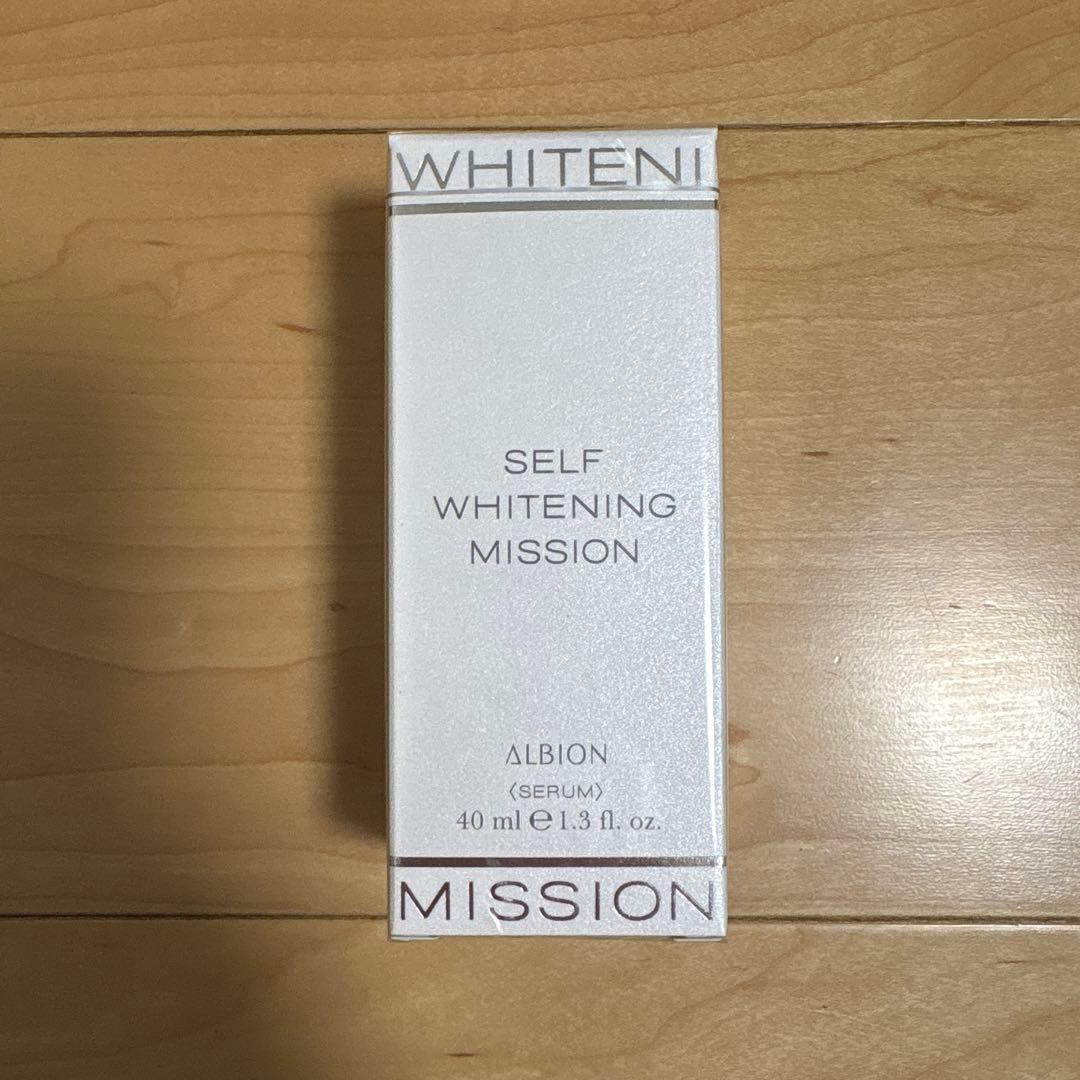 WHITENI
SELF
WHITENING
MISSION
ALBION
〈SERUM〉
40 ml ℮ 1.3 fl. oz.
MISSION